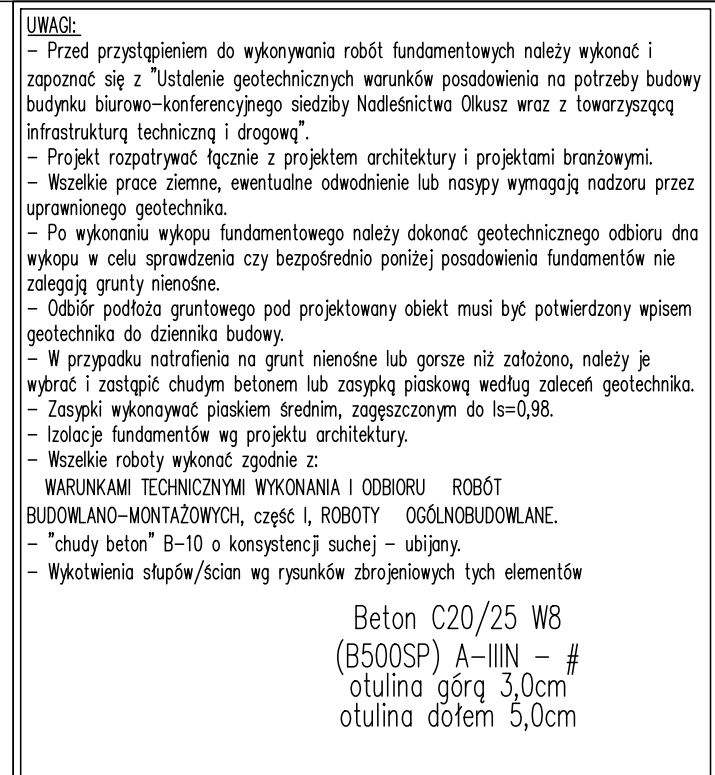 UWAGI:
– Przed przystąpieniem do wykonywania robót fundamentowych należy wykonać i
zapoznać się z "Ustalenie geotechnicznych warunków posadowienia na potrzeby budowy
budynku biurowo–konferencyjnego siedziby Nadleśnictwa Olkusz wraz z towarzyszącą
infrastrukturą techniczną i drogową".
– Projekt rozpatrywać łącznie z projektem architektury i projektami branżowymi.
– Wszelkie prace ziemne, ewentualne odwodnienie lub nasypy wymagają nadzoru przez
uprawnionego geotechnika.
– Po wykonaniu wykopu fundamentowego należy dokonać geotechnicznego odbioru dna
wykopu w celu sprawdzenia czy bezpośrednio poniżej posadowienia fundamentów nie
zalegają grunty nienośne.
– Odbiór podłoża gruntowego pod projektowany obiekt musi być potwierdzony wpisem
geotechnika do dziennika budowy.
– W przypadku natrafienia na grunt nienośne lub gorsze niż założono, należy je
wybrać i zastąpić chudym betonem lub zasypką piaskową według zaleceń geotechnika.
– Zasypki wykonaywać piaskiem średnim, zagęszczonym do Is=0,98.
– Izolacje fundamentów wg projektu architektury.
– Wszelkie roboty wykonać zgodnie z:
WARUNKAMI TECHNICZNYMI WYKONANIA I ODBIORU ROBÓT
BUDOWLANO–MONTAŻOWYCH, część I, ROBOTY OGÓLNOBUDOWLANE.
– "chudy beton" B–10 o konsystencji suchej – ubijany.
– Wykotwienia słupów/ścian wg rysunków zbrojeniowych tych elementów
Beton C20/25 W8
(B500SP) A–IIIN – #
otulina górą 3,0cm
otulina dołem 5,0cm